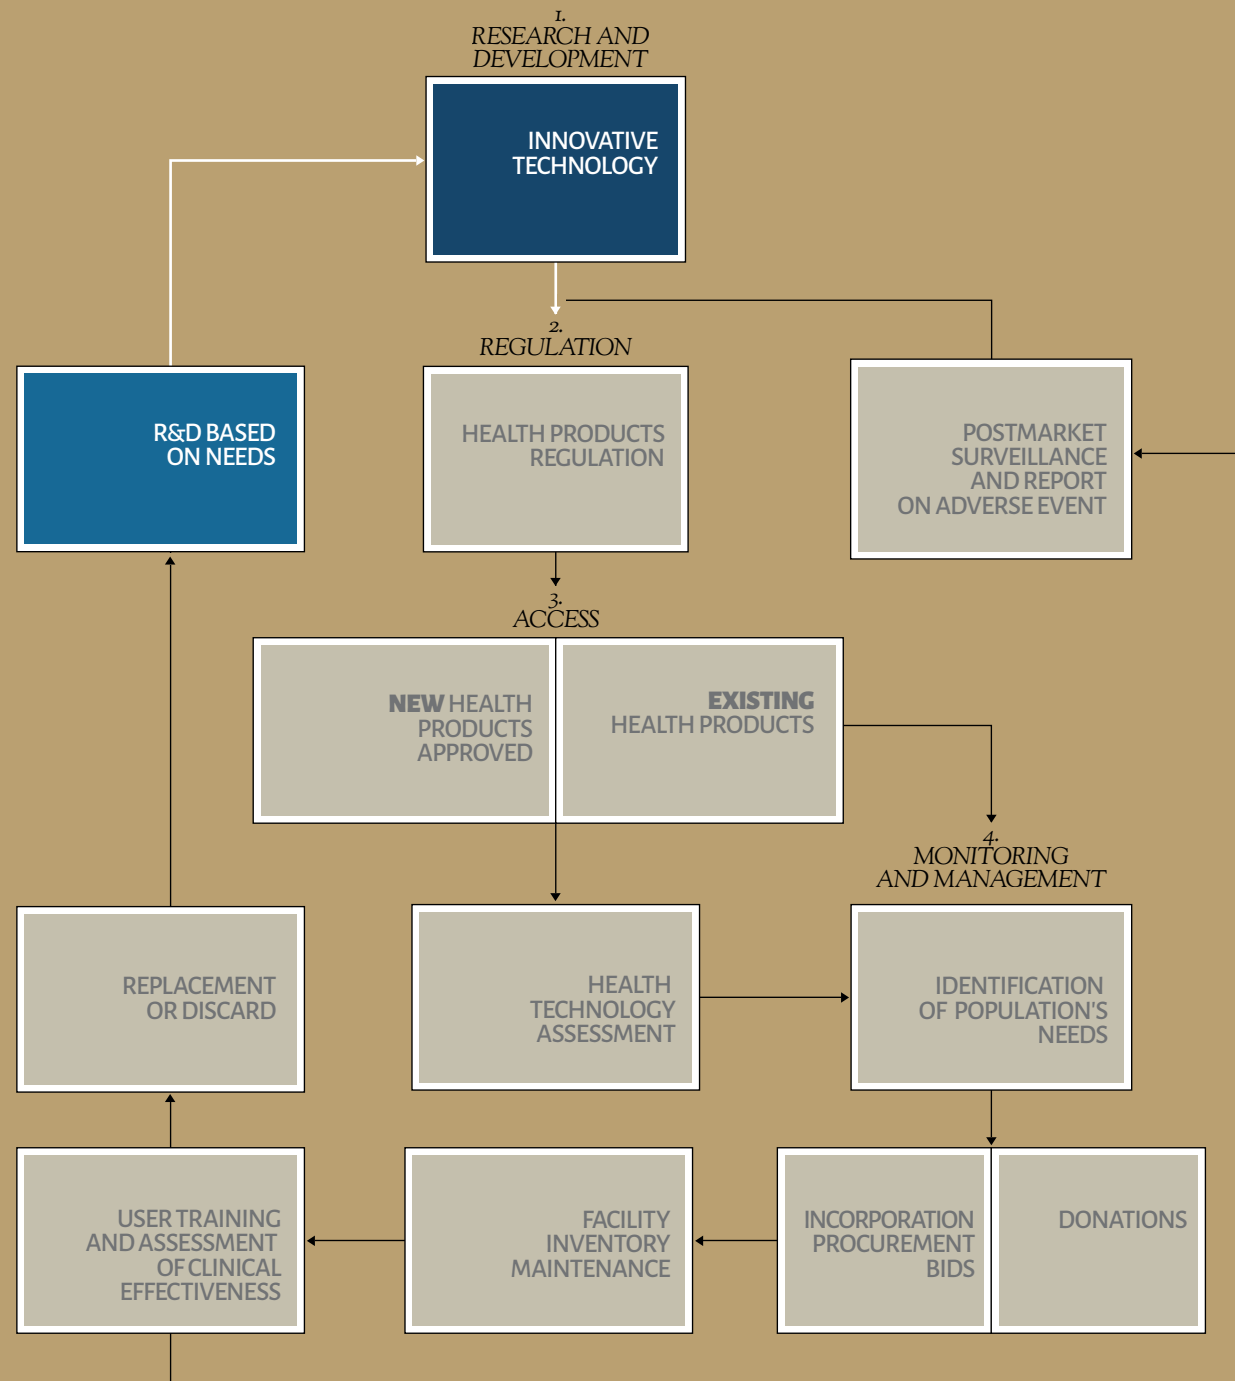 1.
RESEARCH AND
DEVELOPMENT
INNOVATIVE
TECHNOLOGY
2.
REGULATION
R&D BASED
ON NEEDS
HEALTH PRODUCTS
REGULATION
POSTMARKET
SURVEILLANCE
AND REPORT
ON ADVERSE EVENT
3.
ACCESS
NEW HEALTH
PRODUCTS
APPROVED
EXISTING
HEALTH PRODUCTS
4.
MONITORING
AND MANAGEMENT
REPLACEMENT
OR DISCARD
HEALTH
TECHNOLOGY
ASSESSMENT
IDENTIFICATION
OF POPULATION'S
NEEDS
USER TRAINING
AND ASSESSMENT
OF CLINICAL
EFFECTIVENESS
FACILITY
INVENTORY
MAINTENANCE
INCORPORATION
PROCUREMENT
BIDS
DONATIONS